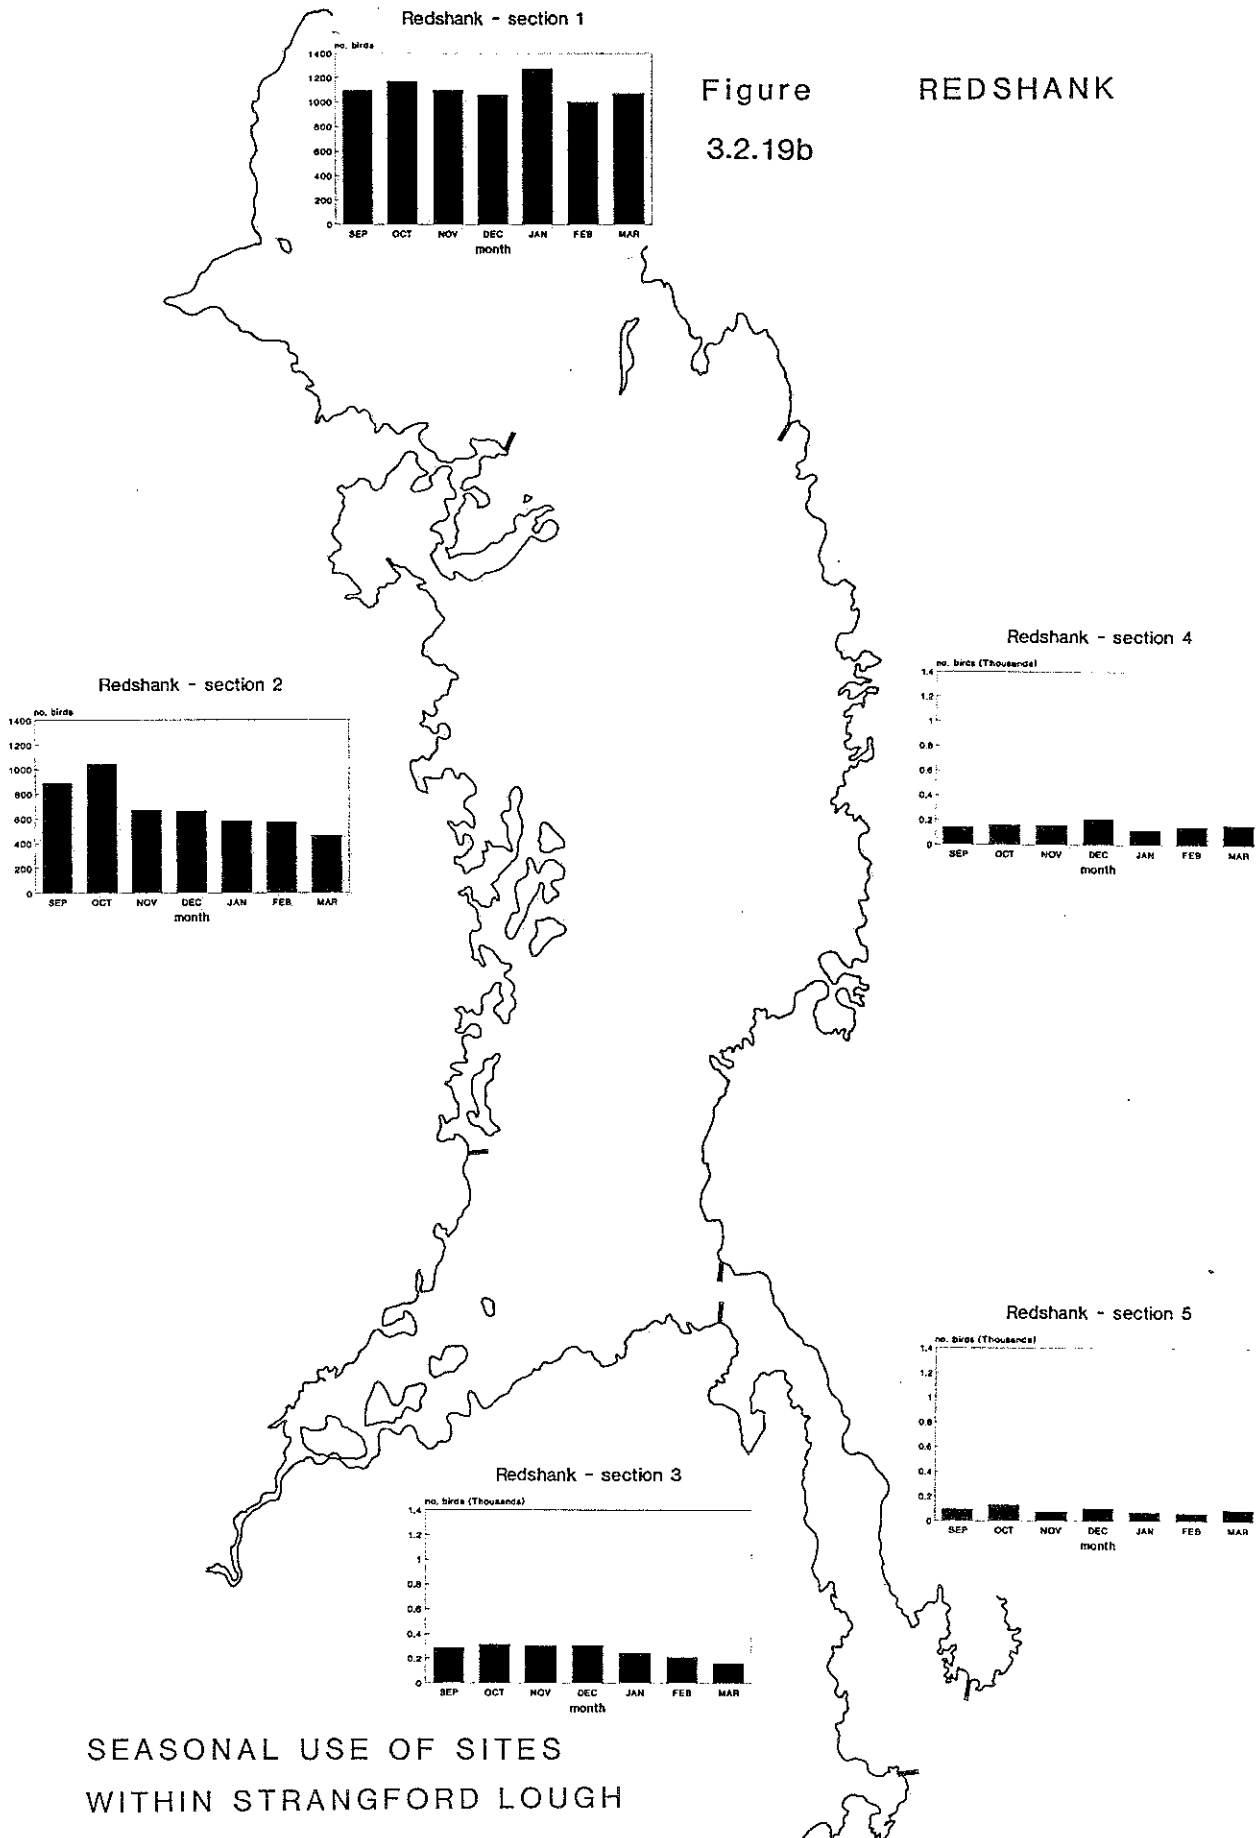 Redshank - section 1
no. birds
1400
1200
1000
800
600
400
200
0
SEP OCT NOV DEC JAN FEB MAR
month
Figure REDSHANK
3.2.19b
Redshank - section 4
no. birds (Thousands)
1.4
1.2
1
0.8
0.6
0.4
0.2
0
SEP OCT NOV DEC JAN FEB MAR
month
Redshank - section 2
no. birds
1400
1200
1000
800
600
400
200
0
SEP OCT NOV DEC JAN FEB MAR
month
Redshank - section 5
no. birds (Thousands)
1.4
1.2
1
0.8
0.6
0.4
0.2
0
SEP OCT NOV DEC JAN FEB MAR
month
Redshank - section 3
no. birds (Thousands)
1.4
1.2
1
0.8
0.6
0.4
0.2
0
SEP OCT NOV DEC JAN FEB MAR
month
SEASONAL USE OF SITES
WITHIN STRANGFORD LOUGH